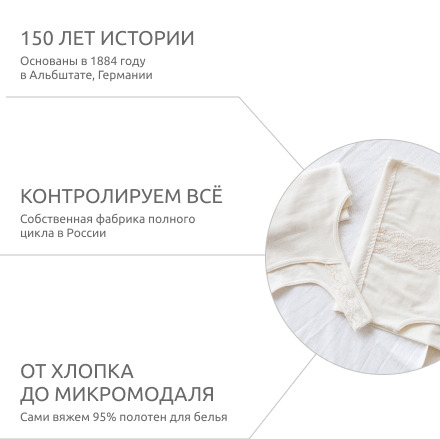 150 ЛЕТ ИСТОРИИ
Основаны в 1884 году
в Альбштате, Германии
КОНТРОЛИРУЕМ ВСЁ
Собственная фабрика полного
цикла в России
ОТ ХЛОПКА
ДО МИКРОМОДАЛЯ
Сами вяжем 95% полотен для белья